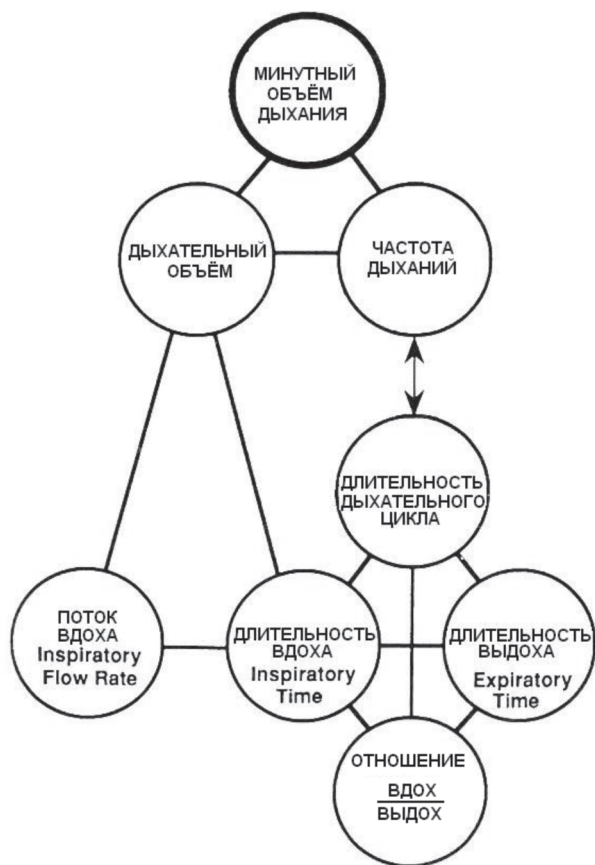 МИНУТНЫЙ
ОБЪЁМ
ДЫХАНИЯ
ДЫХАТЕЛЬНЫЙ
ОБЪЁМ
ЧАСТОТА
ДЫХАНИЙ
ДЛИТЕЛЬНОСТЬ
ДЫХАТЕЛЬНОГО
ЦИКЛА
ПОТОК
ВДОХА
Inspiratory
Flow Rate
ДЛИТЕЛЬНОСТЬ
ВДОХА
Inspiratory
Time
ДЛИТЕЛЬНОСТЬ
ВЫДОХА
Expiratory
Time
ОТНОШЕНИЕ
ВДОХ
ВЫДОХ